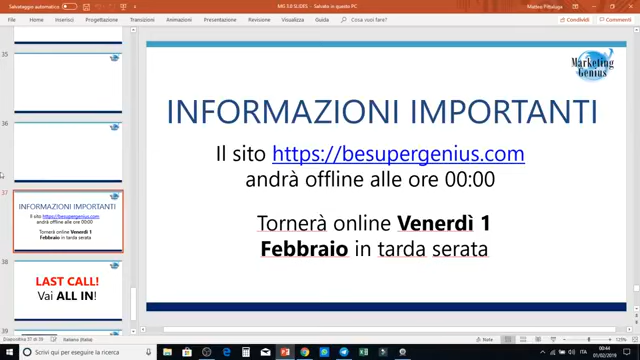 Salvataggio automatico
MG 3.8 SLIDES - Salvato in questo PC
Matteo Pittaluga
File
Home
Inserisci
Progettazione
Transizioni
Animazioni
Presentazione
Revisione
Visualizza
Guida
Cosa vuoi fare?
Condividi
Commenti
35
36
37
INFORMAZIONI IMPORTANTI
Il sito https://besupergenius.com
andrà offline alle ore 00:00
Tornerà online Venerdì 1
Febbraio in tarda serata
38
LAST CALL!
Vai ALL IN!
39
Marketing
Genius
INFORMAZIONI IMPORTANTI
Il sito https://besupergenius.com
andrà offline alle ore 00:00
Tornerà online Venerdì 1
Febbraio in tarda serata
Diapositiva 37 di 39
Italiano (Italia)
Note
125%
Scrivi qui per eseguire la ricerca
ITA
00:44
01/02/2019